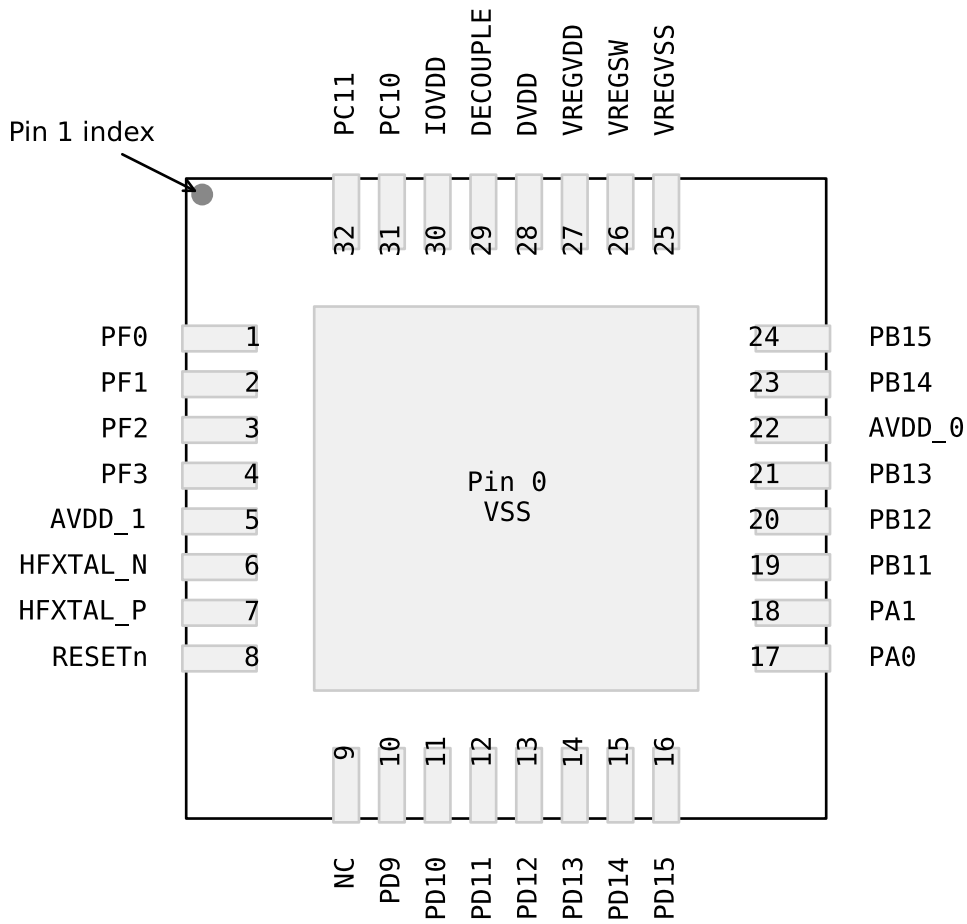 PC11
PC10
IOVDD
DECOUPLE
DVDD
VREGVDD
VREGSW
VREGVSS
Pin 1 index
32
31
30
29
28
27
26
25
PF0 1
PF1 2
PF2 3
PF3 4
AVDD_1 5
HFXTAL_N 6
HFXTAL_P 7
RESETn 8
Pin 0
VSS
24 PB15
23 PB14
22 AVDD_0
21 PB13
20 PB12
19 PB11
18 PA1
17 PA0
9
10
11
12
13
14
15
16
NC
PD9
PD10
PD11
PD12
PD13
PD14
PD15